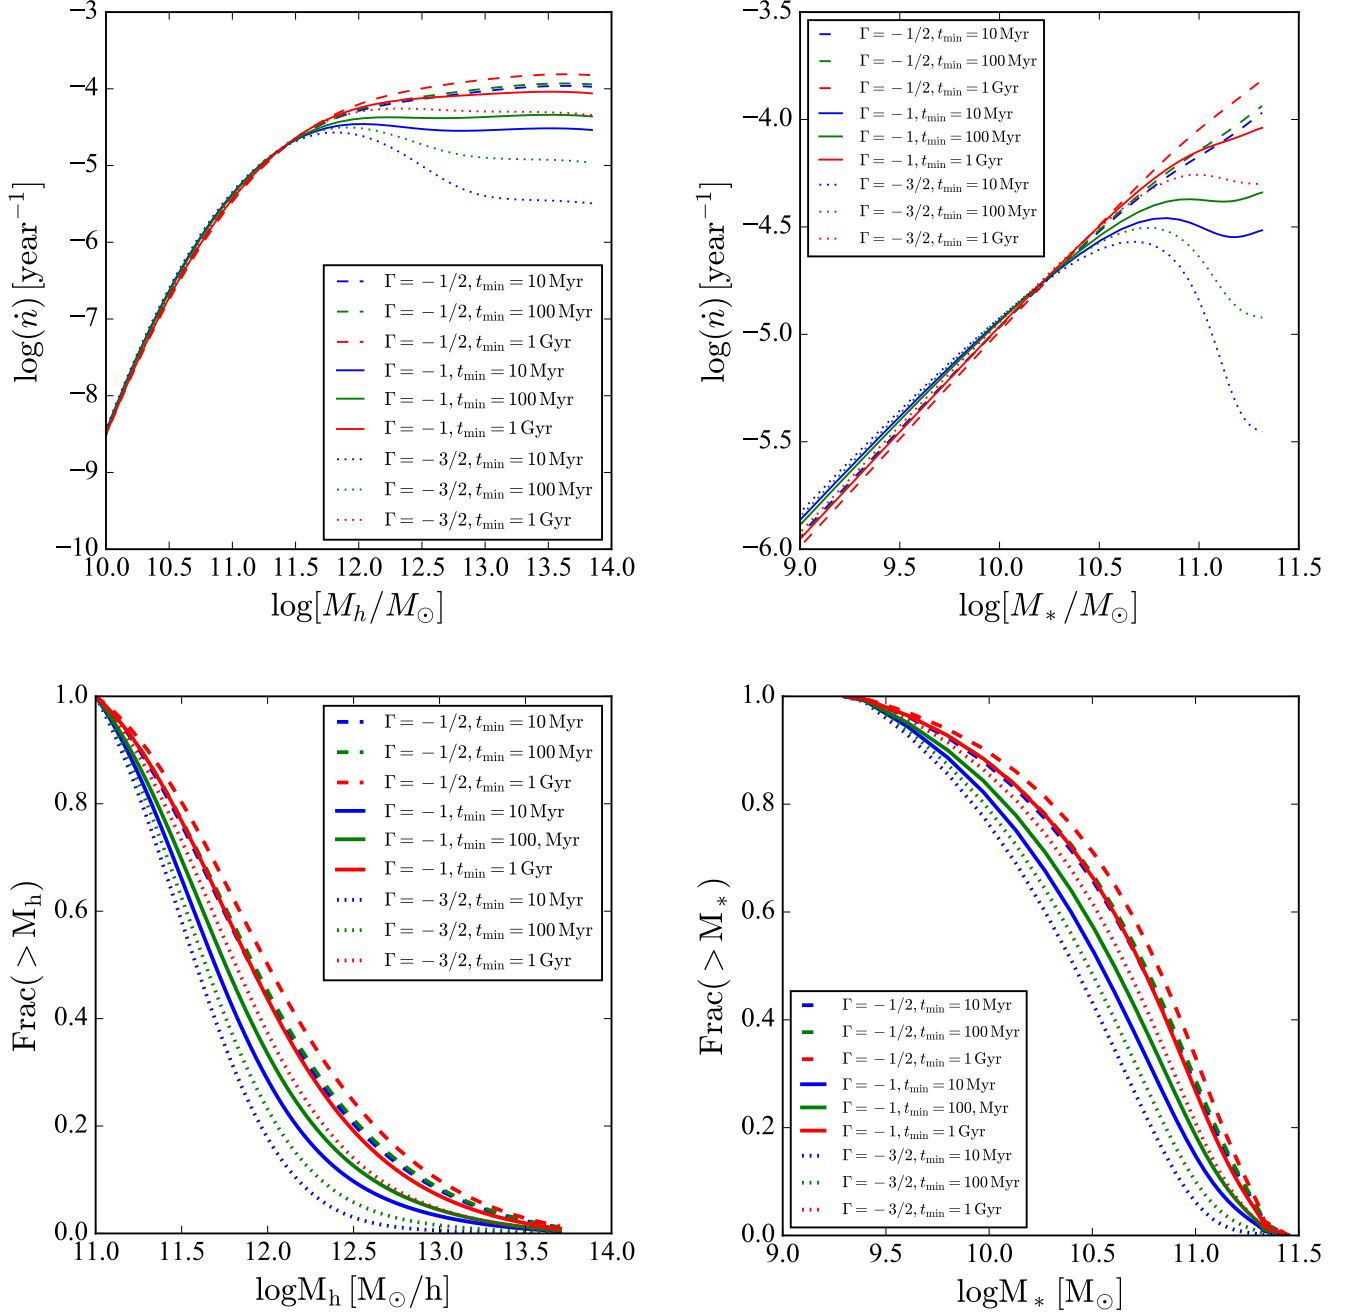 −3
−4
−5
−6
−7
−8
−9
−10
log(ṅ) [year⁻¹]
10.0 10.5 11.0 11.5 12.0 12.5 13.0 13.5 14.0
log[M_h/M_⊙]
Γ = −1/2, t_min = 10 Myr
Γ = −1/2, t_min = 100 Myr
Γ = −1/2, t_min = 1 Gyr
Γ = −1, t_min = 10 Myr
Γ = −1, t_min = 100 Myr
Γ = −1, t_min = 1 Gyr
Γ = −3/2, t_min = 10 Myr
Γ = −3/2, t_min = 100 Myr
Γ = −3/2, t_min = 1 Gyr
−3.5
−4.0
−4.5
−5.0
−5.5
−6.0
log(ṅ) [year⁻¹]
9.0 9.5 10.0 10.5 11.0 11.5
log[M_*/M_⊙]
Γ = −1/2, t_min = 10 Myr
Γ = −1/2, t_min = 100 Myr
Γ = −1/2, t_min = 1 Gyr
Γ = −1, t_min = 10 Myr
Γ = −1, t_min = 100 Myr
Γ = −1, t_min = 1 Gyr
Γ = −3/2, t_min = 10 Myr
Γ = −3/2, t_min = 100 Myr
Γ = −3/2, t_min = 1 Gyr
1.0
0.8
0.6
0.4
0.2
0.0
Frac(> M_h)
11.0 11.5 12.0 12.5 13.0 13.5 14.0
logM_h [M_⊙/h]
Γ = −1/2, t_min = 10 Myr
Γ = −1/2, t_min = 100 Myr
Γ = −1/2, t_min = 1 Gyr
Γ = −1, t_min = 10 Myr
Γ = −1, t_min = 100, Myr
Γ = −1, t_min = 1 Gyr
Γ = −3/2, t_min = 10 Myr
Γ = −3/2, t_min = 100 Myr
Γ = −3/2, t_min = 1 Gyr
1.0
0.8
0.6
0.4
0.2
0.0
Frac(> M_*)
9.0 9.5 10.0 10.5 11.0 11.5
logM_* [M_⊙]
Γ = −1/2, t_min = 10 Myr
Γ = −1/2, t_min = 100 Myr
Γ = −1/2, t_min = 1 Gyr
Γ = −1, t_min = 10 Myr
Γ = −1, t_min = 100, Myr
Γ = −1, t_min = 1 Gyr
Γ = −3/2, t_min = 10 Myr
Γ = −3/2, t_min = 100 Myr
Γ = −3/2, t_min = 1 Gyr